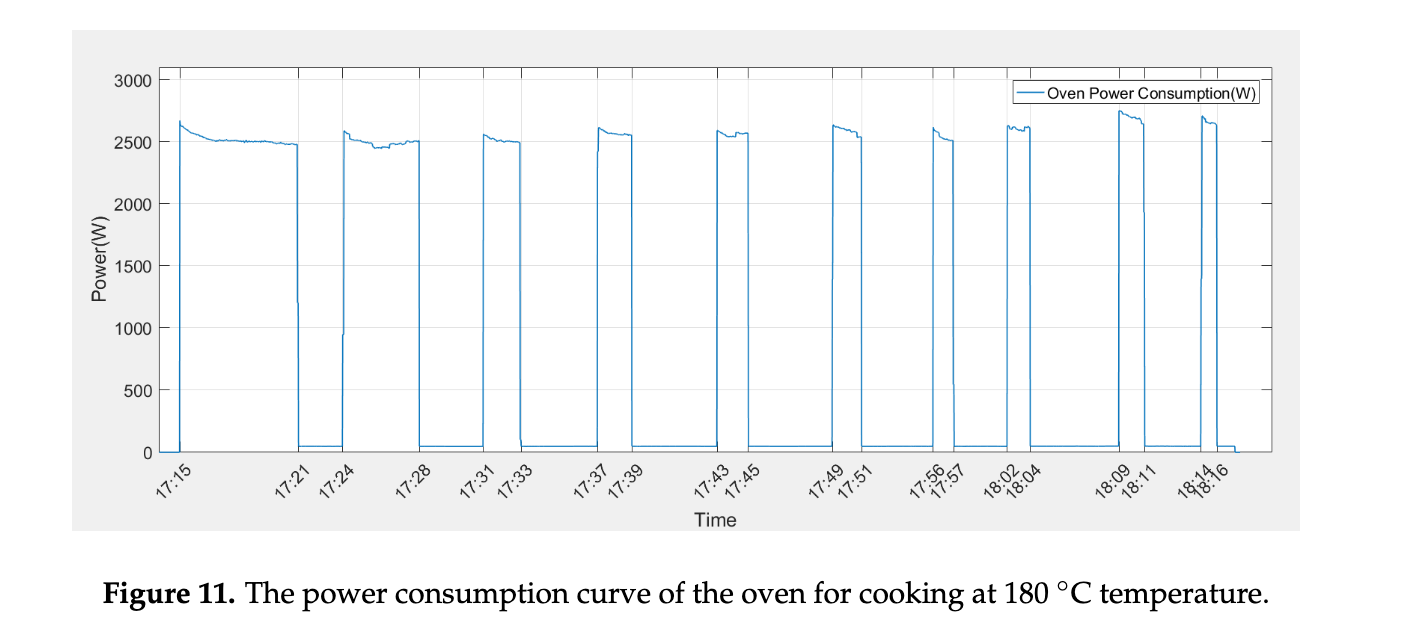 3000
Oven Power Consumption(W)
2500
2000
1500
1000
500
0
Power(W)
17:15 17:21 17:24 17:28 17:31 17:33 17:37 17:39 17:43 17:45 17:49 17:51 17:56 17:57 18:02 18:04 18:09 18:11 18:14 18:16
Time
Figure 11. The power consumption curve of the oven for cooking at 180 °C temperature.